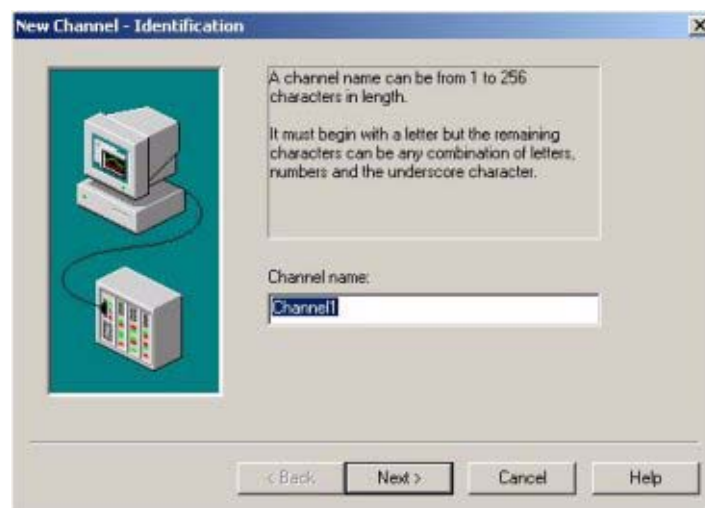 New Channel - Identification
A channel name can be from 1 to 256
characters in length.
It must begin with a letter but the remaining
characters can be any combination of letters,
numbers and the underscore character.
Channel name:
Channel1
< Back
Next >
Cancel
Help